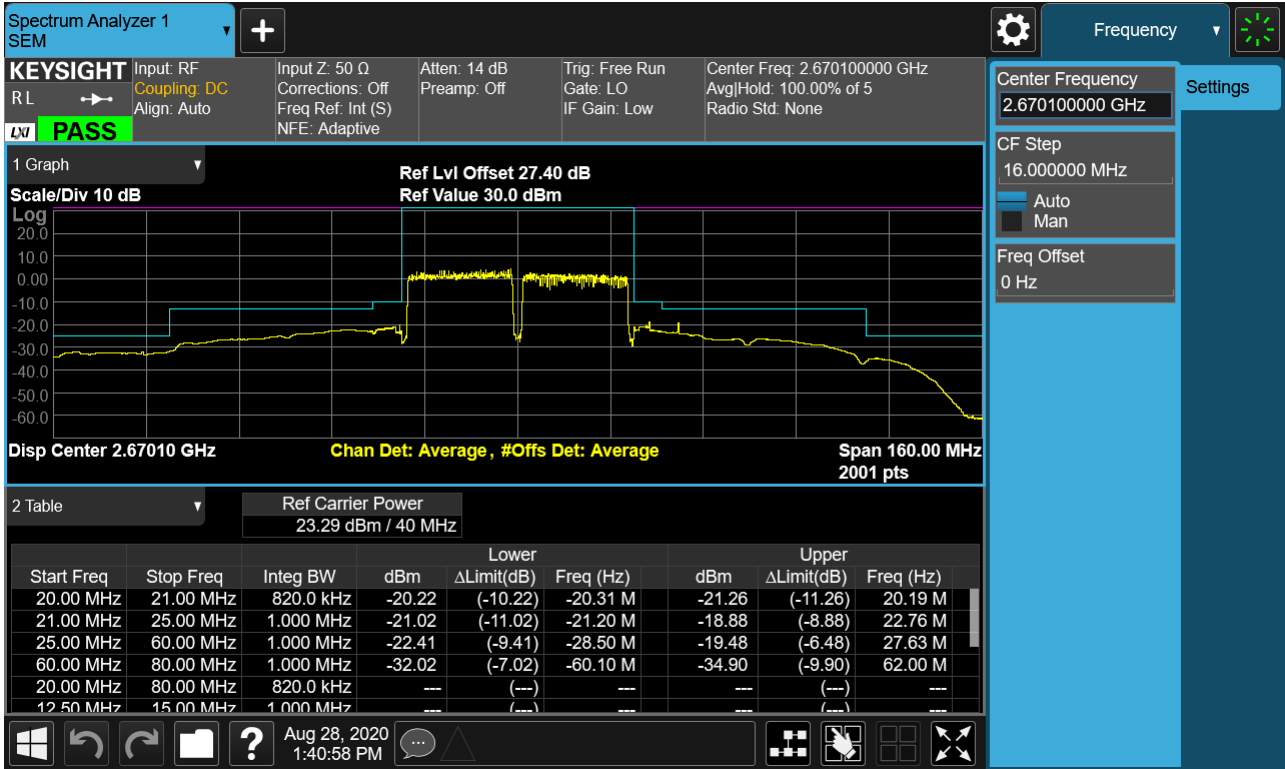 Spectrum Analyzer 1
SEM
Frequency
KEYSIGHT
R L
LXI
PASS
Input: RF
Coupling: DC
Align: Auto
Input Z: 50 Ω
Corrections: Off
Freq Ref: Int (S)
NFE: Adaptive
Atten: 14 dB
Preamp: Off
Trig: Free Run
Gate: LO
IF Gain: Low
Center Freq: 2.670100000 GHz
Avg|Hold: 100.00% of 5
Radio Std: None
Center Frequency
2.670100000 GHz
Settings
CF Step
16.000000 MHz
Auto
Man
Freq Offset
0 Hz
1 Graph
Scale/Div 10 dB
Ref Lvl Offset 27.40 dB
Ref Value 30.0 dBm
Log
20.0
10.0
0.00
-10.0
-20.0
-30.0
-40.0
-50.0
-60.0
Disp Center 2.67010 GHz
Chan Det: Average , #Offs Det: Average
Span 160.00 MHz
2001 pts
2 Table
Ref Carrier Power
23.29 dBm / 40 MHz
Lower Upper
Start Freq Stop Freq Integ BW dBm ΔLimit(dB) Freq (Hz) dBm ΔLimit(dB) Freq (Hz)
20.00 MHz 21.00 MHz 820.0 kHz -20.22 (-10.22) -20.31 M -21.26 (-11.26) 20.19 M
21.00 MHz 25.00 MHz 1.000 MHz -21.02 (-11.02) -21.20 M -18.88 (-8.88) 22.76 M
25.00 MHz 60.00 MHz 1.000 MHz -22.41 (-9.41) -28.50 M -19.48 (-6.48) 27.63 M
60.00 MHz 80.00 MHz 1.000 MHz -32.02 (-7.02) -60.10 M -34.90 (-9.90) 62.00 M
20.00 MHz 80.00 MHz 820.0 kHz --- (---) --- --- (---) ---
12.50 MHz 15.00 MHz 1.000 MHz --- (---) --- --- (---) ---
?
Aug 28, 2020
1:40:58 PM